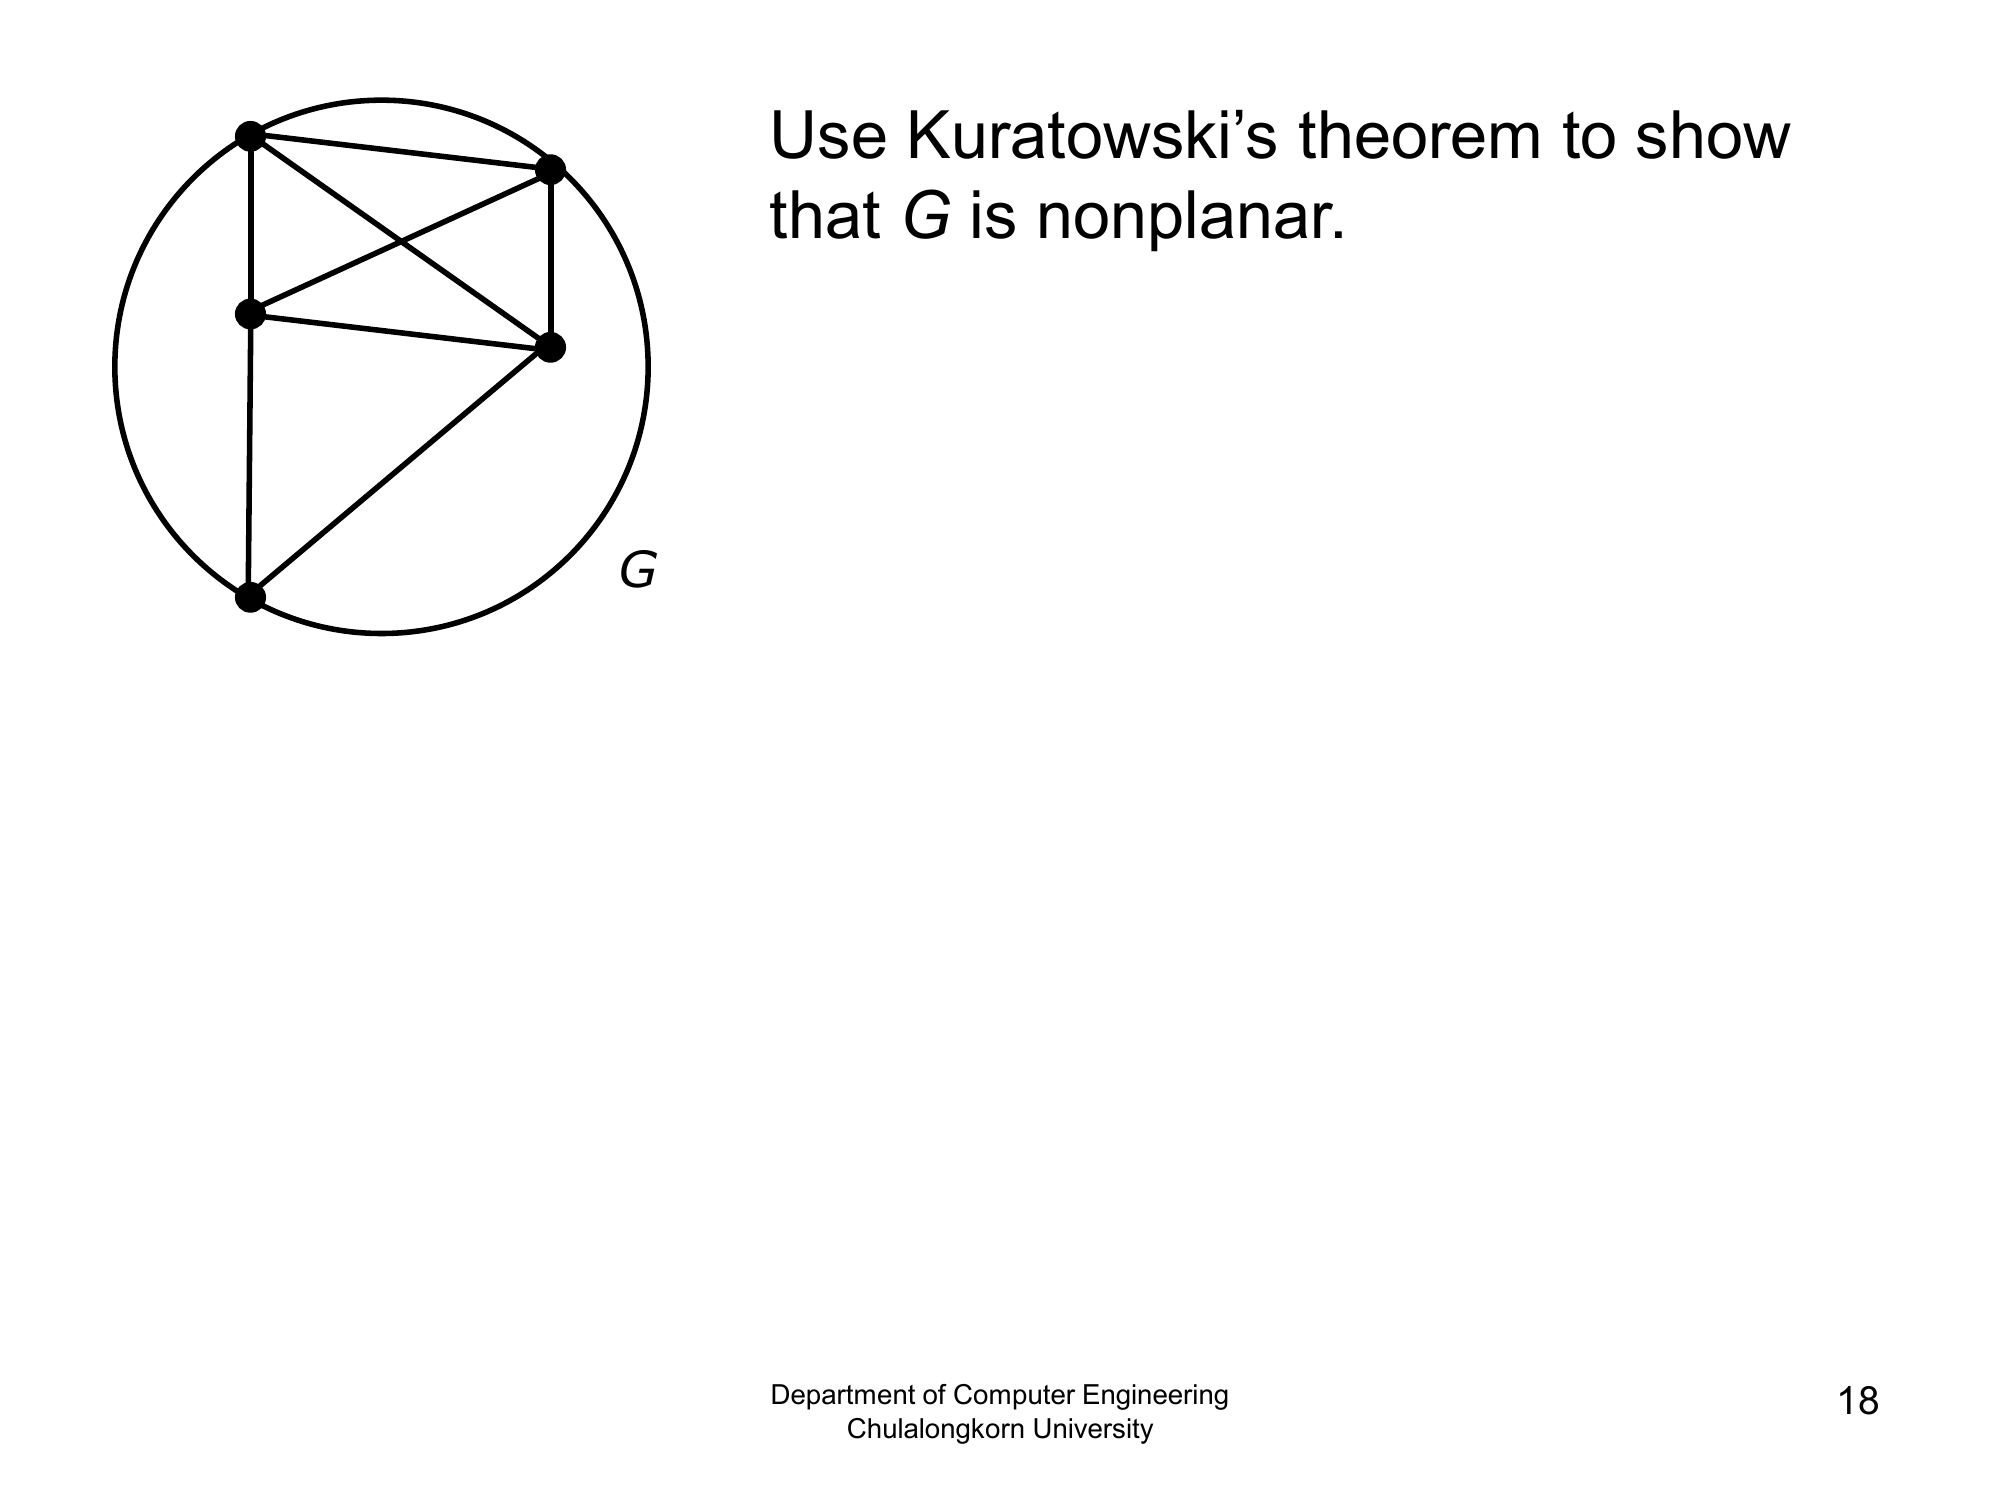 Use Kuratowski’s theorem to show
that G is nonplanar.
G
Department of Computer Engineering
Chulalongkorn University
18